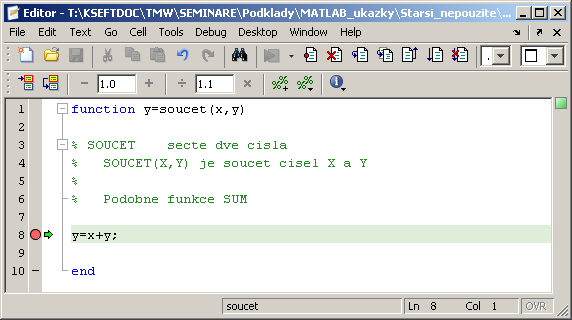 Editor - T:\KSEFTDOC\TMW\SEMINARE\Podklady\MATLAB_ukazky\Starsi_nepouzite\...
File Edit Text Go Cell Tools Debug Desktop Window Help
1.0 1.1
1 function y=soucet(x,y)
2
3 % SOUCET secte dve cisla
4 % SOUCET(X,Y) je soucet cisel X a Y
5 %
6 % Podobne funkce SUM
7
8 y=x+y;
9
10 end
soucet Ln 8 Col 1 OVR